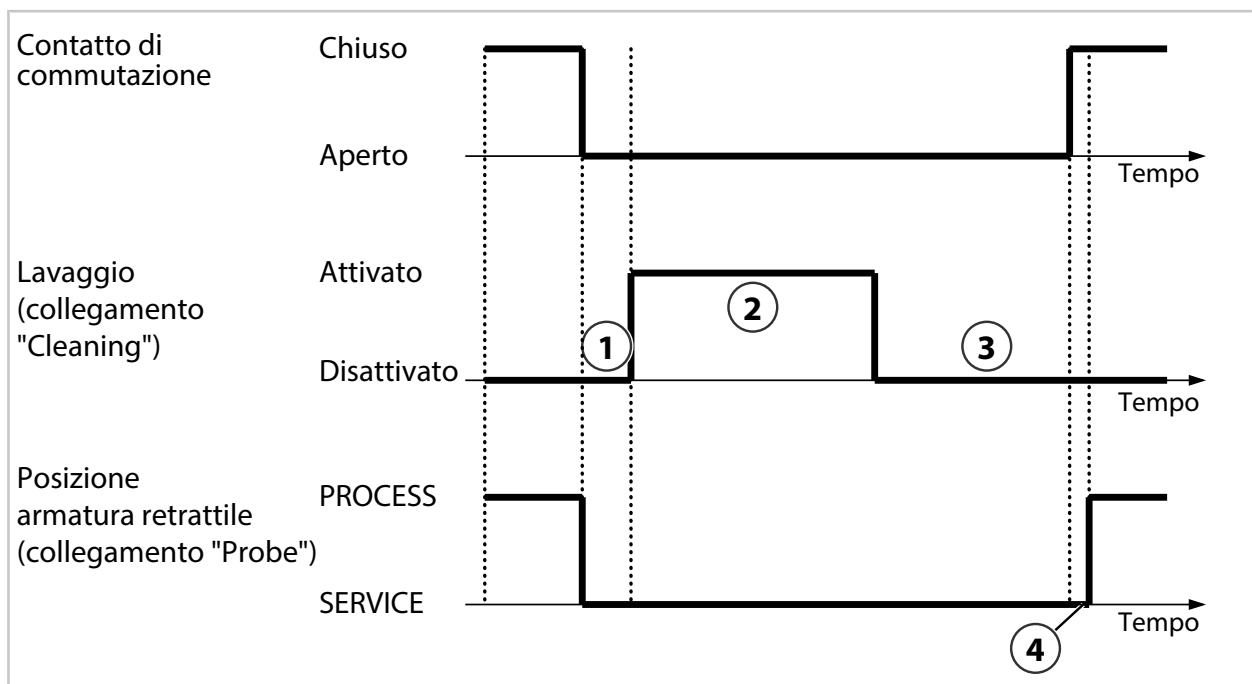 Contatto di
commutazione
Chiuso
Aperto
Tempo
Lavaggio
(collegamento
"Cleaning")
Attivato
Disattivato
1
2
3
Tempo
Posizione
armatura retrattile
(collegamento "Probe")
PROCESS
SERVICE
4
Tempo